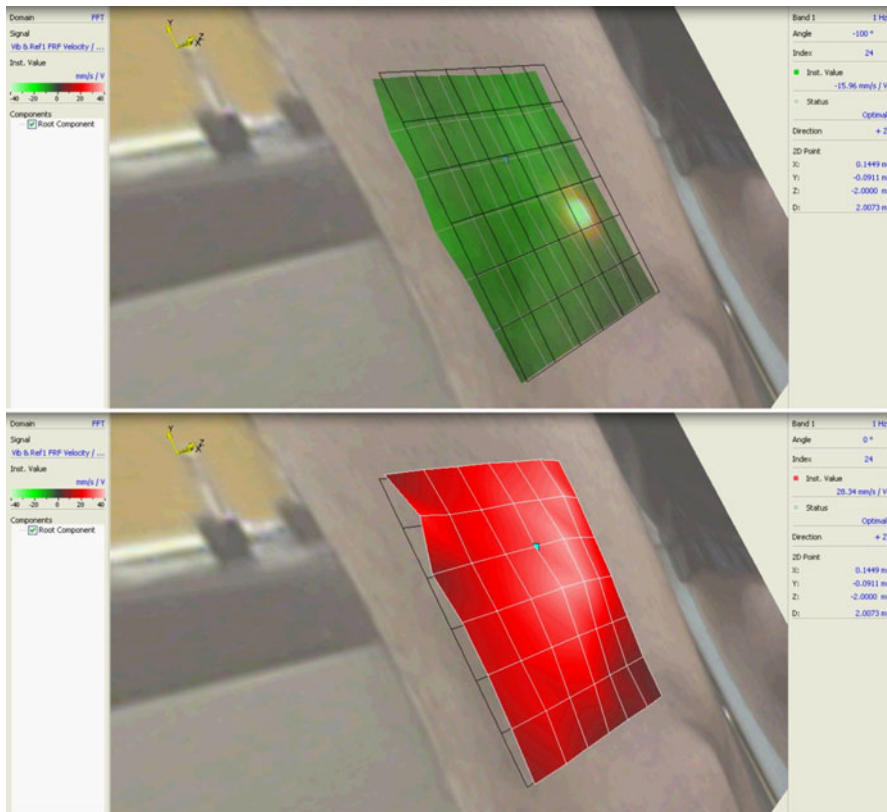 Domain FFT
Signal
Vib & Ref1 FRF Velocity / ...
Inst. Value
mm/s / V
-40 -20 0 20 40
Components
Root Component
Y
Z
X
Band 1 1 Hz
Angle -100 °
Index 24
Inst. Value
-15.96 mm/s / V
Status
Optimal
Direction + Z
2D Point
X: 0.1449 m
Y: -0.0911 m
Z: -2.0000 m
D: 2.0073 m
Domain FFT
Signal
Vib & Ref1 FRF Velocity / ...
Inst. Value
mm/s / V
-40 -20 0 20 40
Components
Root Component
Y
Z
X
Band 1 1 Hz
Angle 0 °
Index 24
Inst. Value
28.34 mm/s / V
Status
Optimal
Direction + Z
2D Point
X: 0.1449 m
Y: -0.0911 m
Z: -2.0000 m
D: 2.0073 m